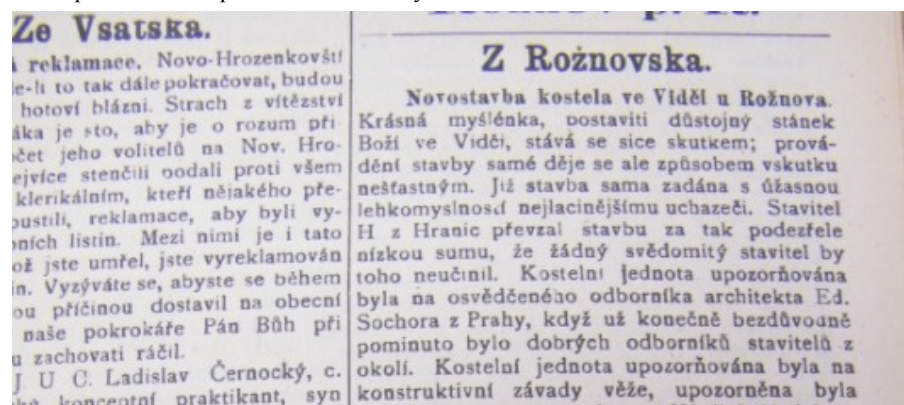 Ze Vsatska.
reklamace. Novo-Hrozenkovští
le-li to tak dále pokračovat, budou
hotoví blázni. Strach z vítězství
áka je sto, aby je o rozum při
očet jeho volitelů na Nov. Hro-
ejvíce stenčili podali proti všem
klerikálním, kteří nějakého pře-
pustili, reklamace, aby byli vy-
bních listin. Mezi nimi je i tato
ož jste umřel, jste vyreklamován
in. Vyzýváte se, abyste se během
ou příčinou dostavil na obecní
naše pokrokáře Pán Bůh při
u zachovati ráčil.
J U C. Ladislav Černocký, c.
konceptní praktikant, syn
Z Rožnovska.
Novostavba kostela ve Viděl u Rožnova.
Krásná myšlénka, postaviti důstojný stánek
Boží ve Vidči, stává se sice skutkem; prová-
dění stavby samé děje se ale způsobem vskutku
nešťastným. Již stavba sama zadána s úžasnou
lehkomyslností nejlacinějšímu uchazeči. Stavitel
H z Hranic převzal stavbu za tak podezřele
nízkou sumu, že žádný svědomitý stavitel by
toho neučinil. Kostelní jednota upozorňována
byla na osvědčeného odborníka architekta Ed.
Sochora z Prahy, když už konečně bezdůvodně
pominuto bylo dobrých odborníků stavitelů z
okolí. Kostelní jednota upozorňována byla na
konstruktivní závady věže, upozorněna byla